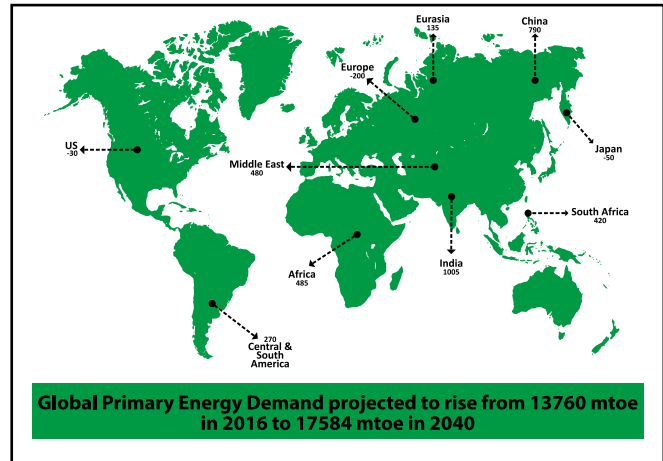 Eurasia
135
China
790
Europe
-200
US
-30
Middle East
480
Japan
-50
South Africa
420
Africa
485
India
1005
270
Central &
South
America
Global Primary Energy Demand projected to rise from 13760 mtoe
in 2016 to 17584 mtoe in 2040